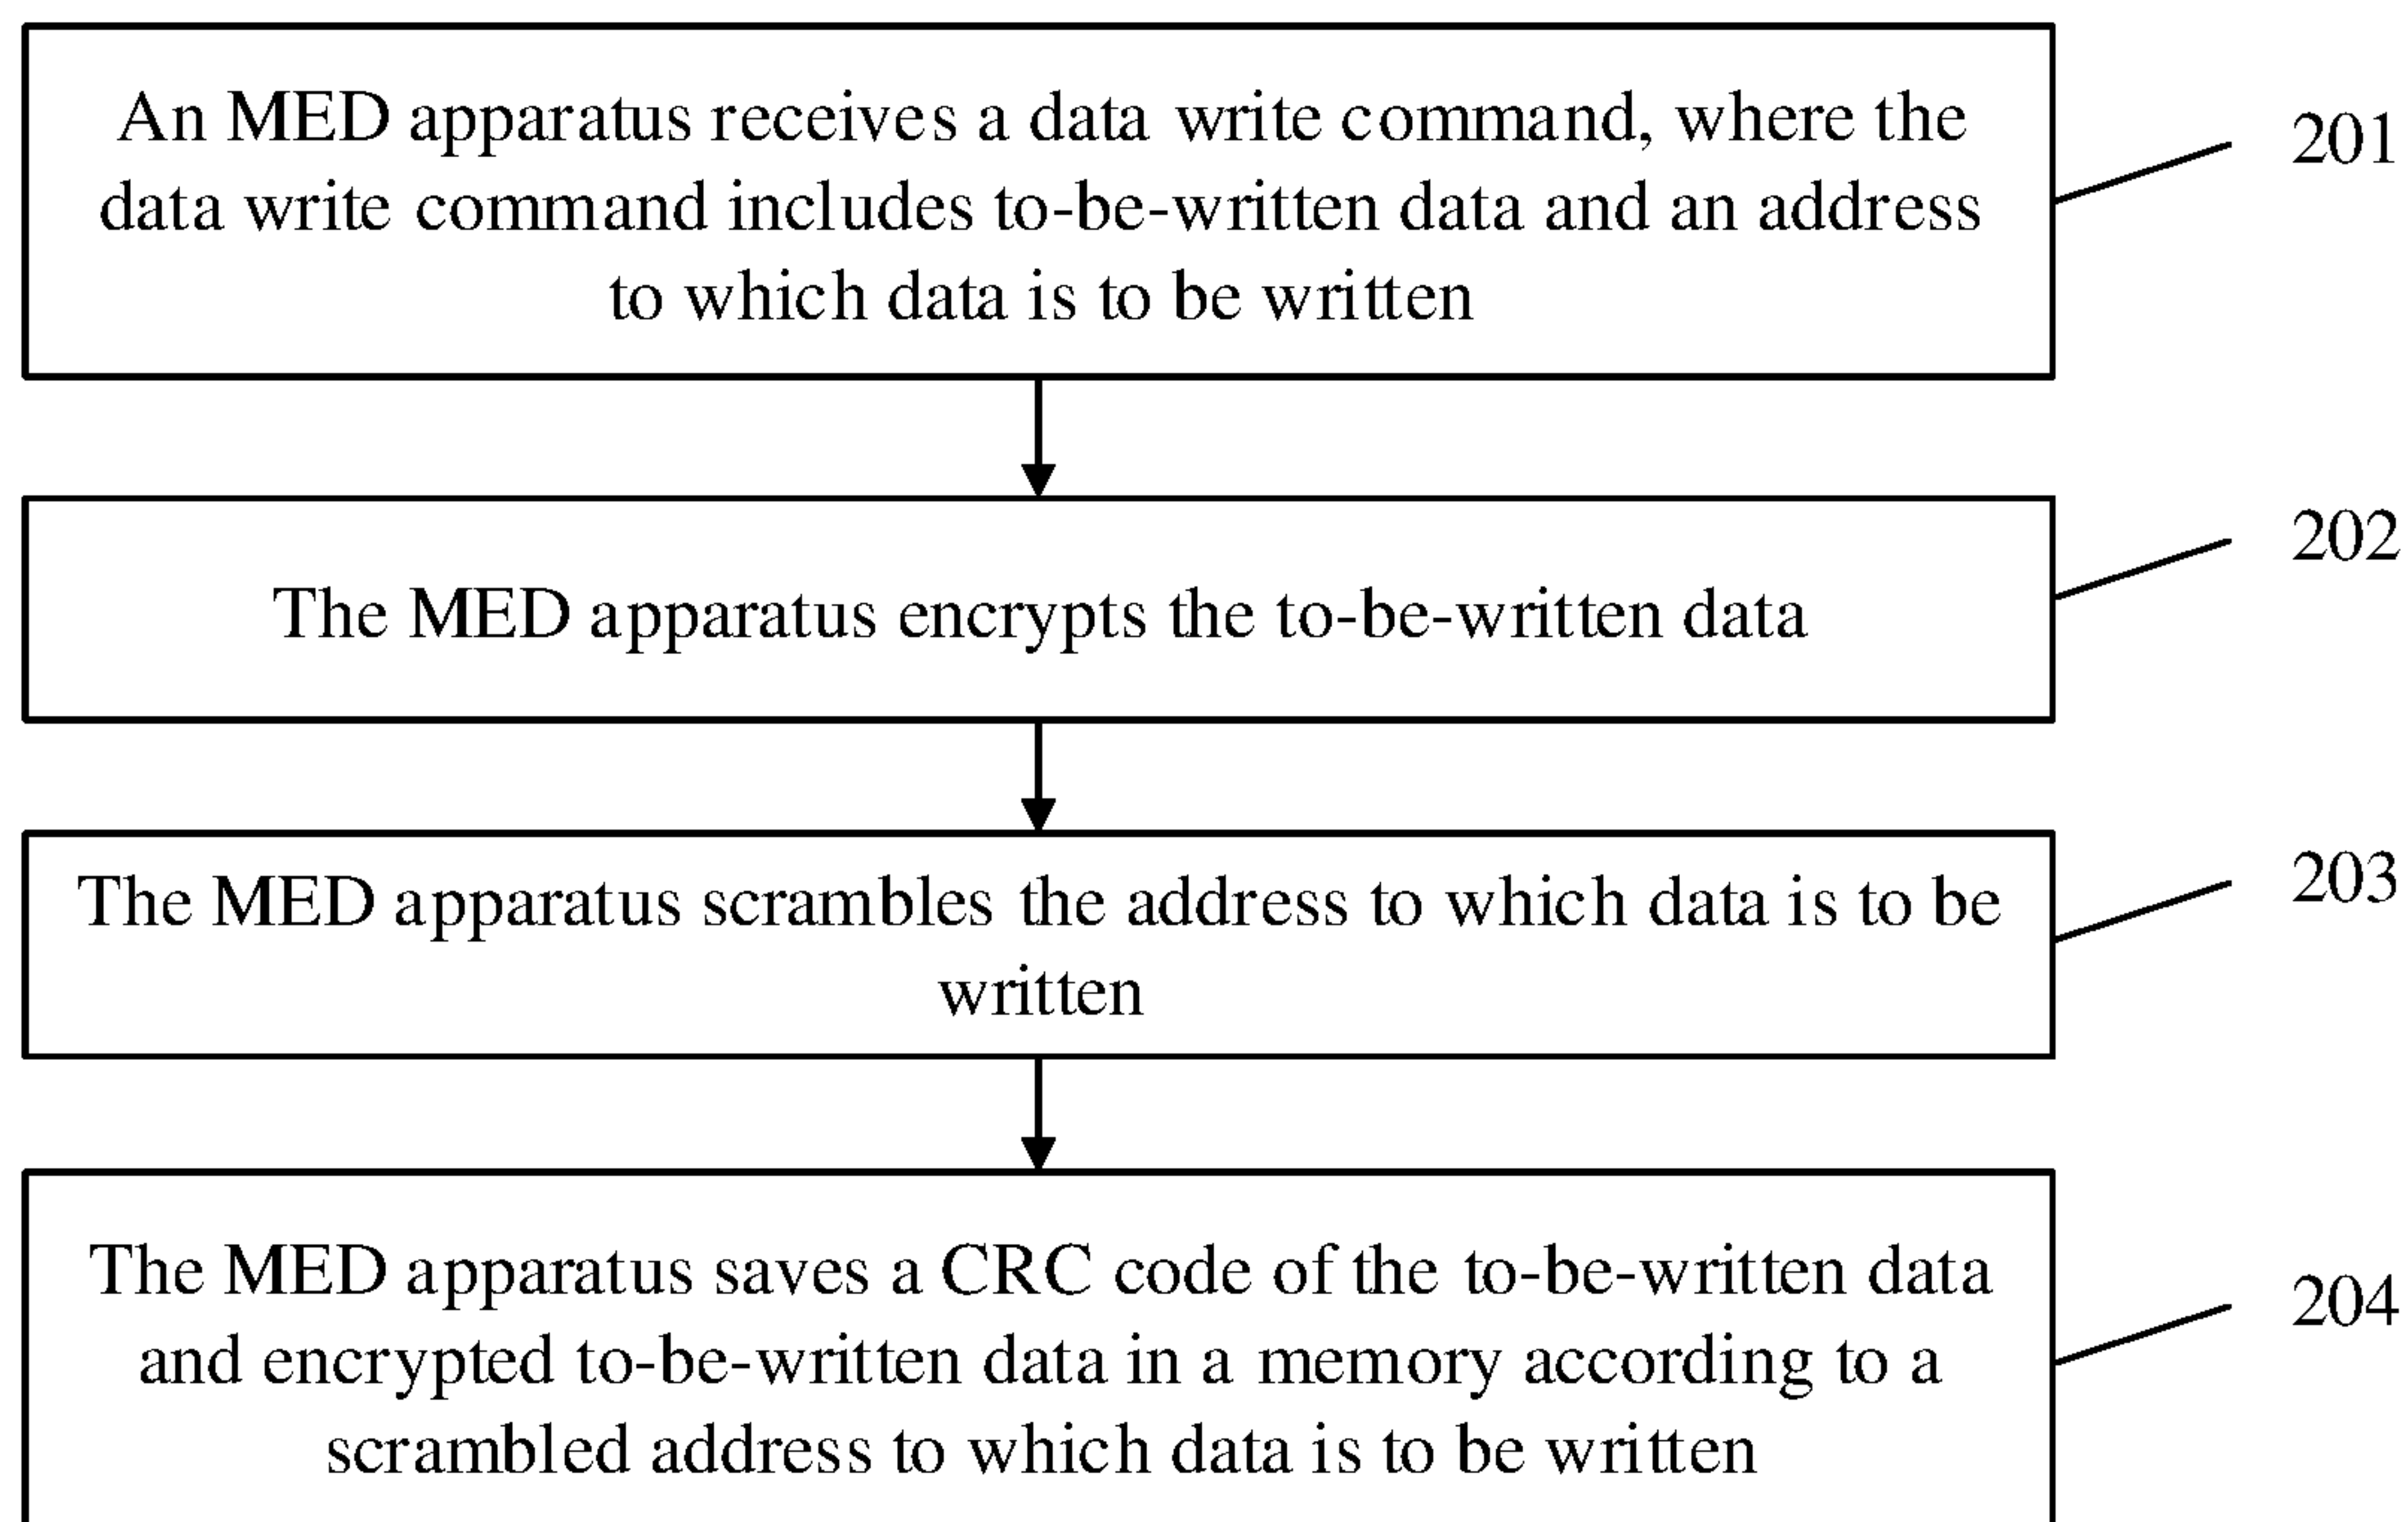 An MED apparatus receives a data write command, where the
data write command includes to-be-written data and an address
to which data is to be written
201
The MED apparatus encrypts the to-be-written data
202
The MED apparatus scrambles the address to which data is to be
written
203
The MED apparatus saves a CRC code of the to-be-written data
and encrypted to-be-written data in a memory according to a
scrambled address to which data is to be written
204